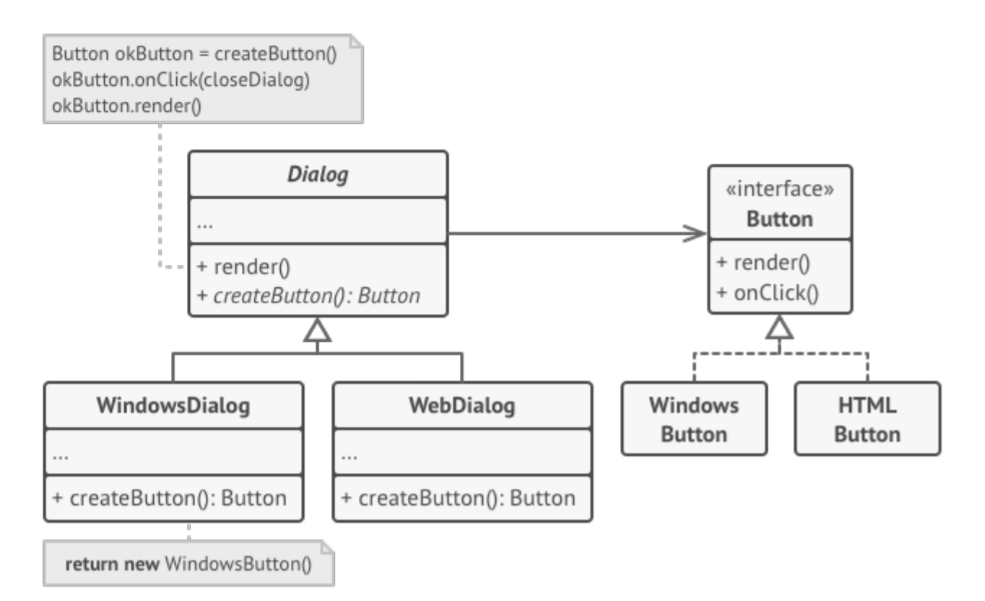 Button okButton = createButton()
okButton.onClick(closeDialog)
okButton.render()
Dialog
...
+ render()
+ createButton(): Button
«interface»
Button
+ render()
+ onClick()
WindowsDialog
...
+ createButton(): Button
WebDialog
...
+ createButton(): Button
Windows
Button
HTML
Button
return new WindowsButton()